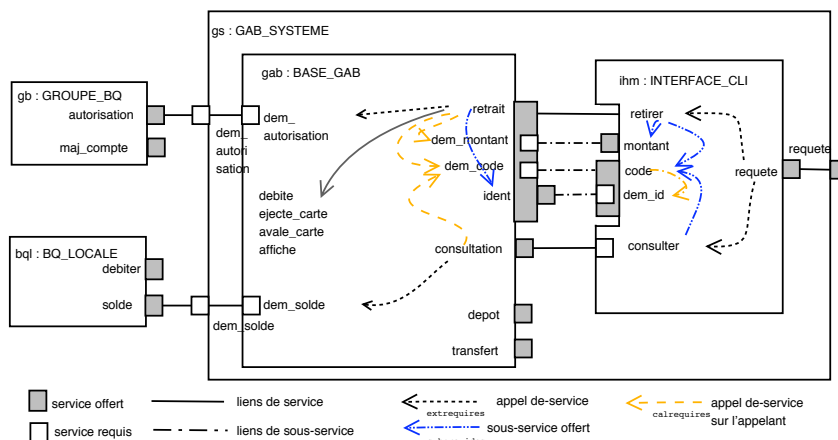 gs : GAB_SYSTEME
gab : BASE_GAB
ihm : INTERFACE_CLI
gb : GROUPE_BQ
autorisation
maj_compte
dem_
autori
sation
dem_
autorisation
retrait
dem_montant
dem_code
ident
retirer
montant
code
dem_id
requete
requete
debite
ejecte_carte
avale_carte
affiche
consultation
consulter
bql : BQ_LOCALE
debiter
solde
dem_solde
dem_solde
depot
transfert
service offert
liens de service
appel de-service
extrequires
appel de-service
calrequires
sur l'appelant
service requis
liens de sous-service
sous-service offert